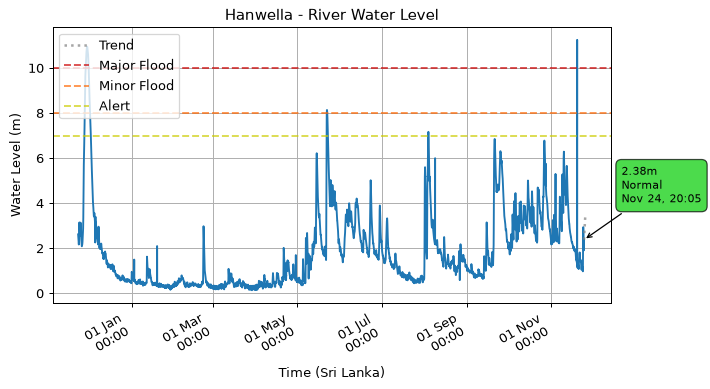 Hanwella - River Water Level
Trend
Major Flood
Minor Flood
Alert
Water Level (m)
10
8
6
4
2
0
2.38m
Normal
Nov 24, 20:05
01 Jan
00:00
01 Mar
00:00
01 May
00:00
01 Jul
00:00
01 Sep
00:00
01 Nov
00:00
Time (Sri Lanka)